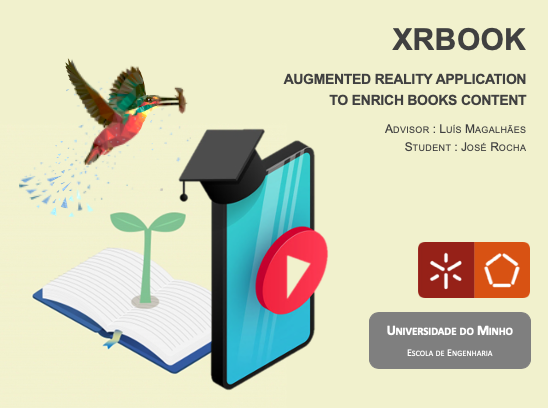 XRBOOK
AUGMENTED REALITY APPLICATION
TO ENRICH BOOKS CONTENT
Advisor : Luís Magalhães
Student : José Rocha
Universidade do Minho
Escola de Engenharia